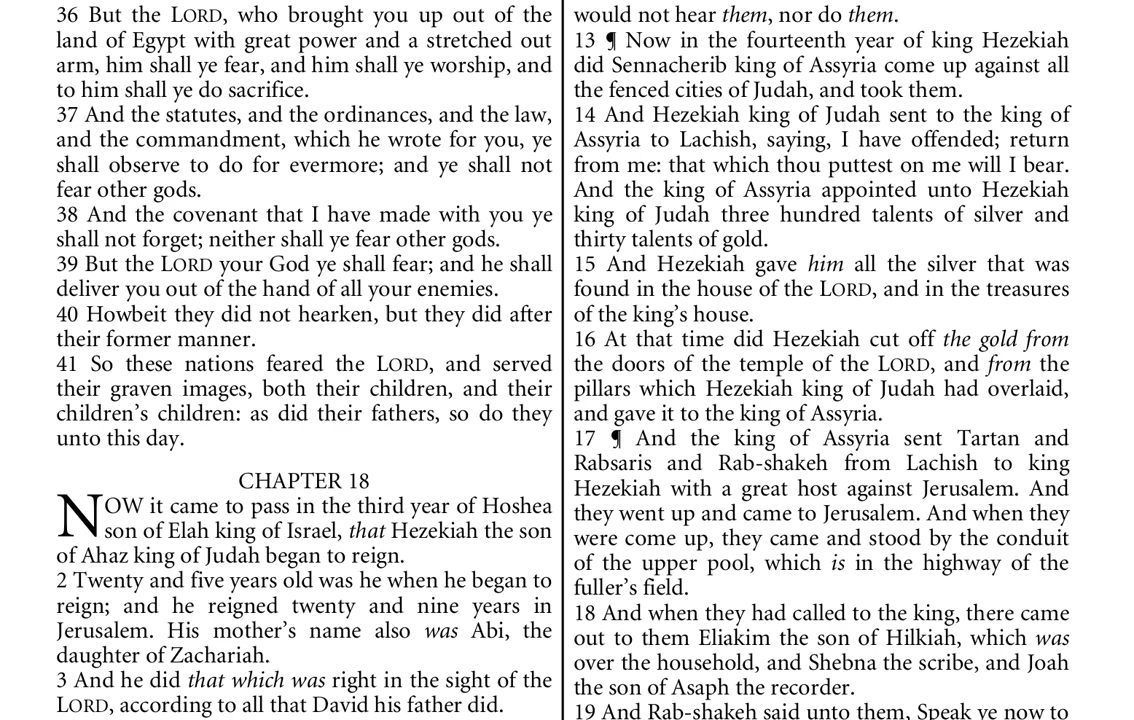 36 But the LORD, who brought you up out of the
land of Egypt with great power and a stretched out
arm, him shall ye fear, and him shall ye worship, and
to him shall ye do sacrifice.
37 And the statutes, and the ordinances, and the law,
and the commandment, which he wrote for you, ye
shall observe to do for evermore; and ye shall not
fear other gods.
38 And the covenant that I have made with you ye
shall not forget; neither shall ye fear other gods.
39 But the LORD your God ye shall fear; and he shall
deliver you out of the hand of all your enemies.
40 Howbeit they did not hearken, but they did after
their former manner.
41 So these nations feared the LORD, and served
their graven images, both their children, and their
children’s children: as did their fathers, so do they
unto this day.
CHAPTER 18
NOW it came to pass in the third year of Hoshea
son of Elah king of Israel, that Hezekiah the son
of Ahaz king of Judah began to reign.
2 Twenty and five years old was he when he began to
reign; and he reigned twenty and nine years in
Jerusalem. His mother’s name also was Abi, the
daughter of Zachariah.
3 And he did that which was right in the sight of the
LORD, according to all that David his father did.
would not hear them, nor do them.
13 ¶ Now in the fourteenth year of king Hezekiah
did Sennacherib king of Assyria come up against all
the fenced cities of Judah, and took them.
14 And Hezekiah king of Judah sent to the king of
Assyria to Lachish, saying, I have offended; return
from me: that which thou puttest on me will I bear.
And the king of Assyria appointed unto Hezekiah
king of Judah three hundred talents of silver and
thirty talents of gold.
15 And Hezekiah gave him all the silver that was
found in the house of the LORD, and in the treasures
of the king’s house.
16 At that time did Hezekiah cut off the gold from
the doors of the temple of the LORD, and from the
pillars which Hezekiah king of Judah had overlaid,
and gave it to the king of Assyria.
17 ¶ And the king of Assyria sent Tartan and
Rabsaris and Rab-shakeh from Lachish to king
Hezekiah with a great host against Jerusalem. And
they went up and came to Jerusalem. And when they
were come up, they came and stood by the conduit
of the upper pool, which is in the highway of the
fuller’s field.
18 And when they had called to the king, there came
out to them Eliakim the son of Hilkiah, which was
over the household, and Shebna the scribe, and Joah
the son of Asaph the recorder.
19 And Rab-shakeh said unto them, Speak ye now to